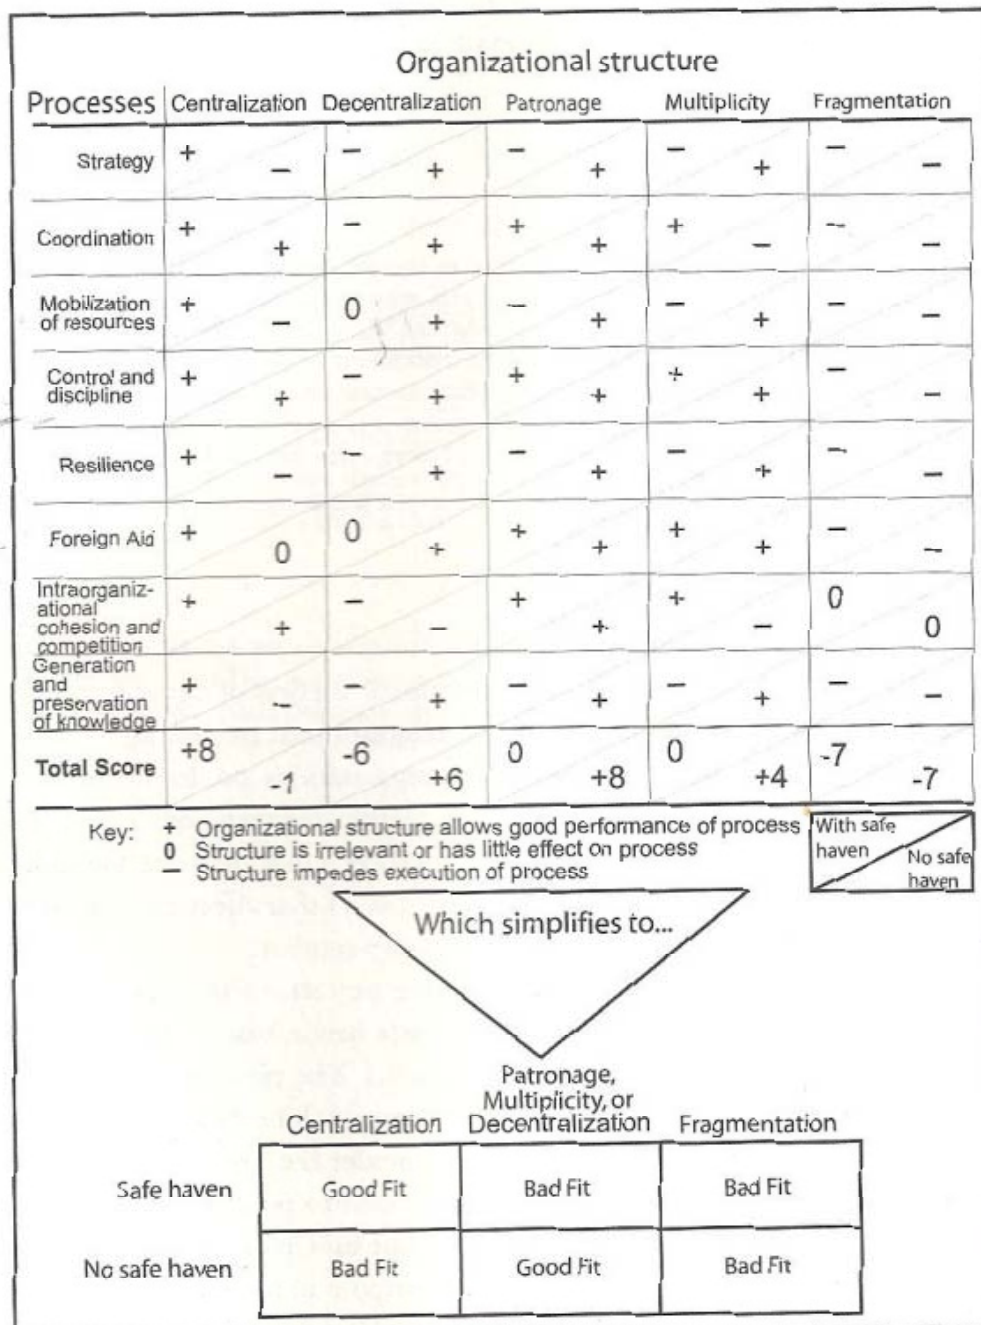 Organizational structure
Processes Centralization Decentralization Patronage Multiplicity Fragmentation
Strategy + − − + − + − + − −
Coordination + + − + + + + − − −
Mobilization
of resources + − 0 + − + − + − −
Control and
discipline + + − + + + + + − −
Resilience + − − + − + − + − −
Foreign Aid + 0 0 + + + + + − −
Intraorganiz-
ational
cohesion and
competition + + − − + + + − 0 0
Generation
and
preservation
of knowledge + − − + − + − + − −
Total Score +8 -1 -6 +6 0 +8 0 +4 -7 -7
Key: + Organizational structure allows good performance of process
0 Structure is irrelevant or has little effect on process
− Structure impedes execution of process
With safe
haven
No safe
haven
Which simplifies to...
Patronage,
Multiplicity, or
Centralization Decentralization Fragmentation
Safe haven Good Fit Bad Fit Bad Fit
No safe haven Bad Fit Good Fit Bad Fit